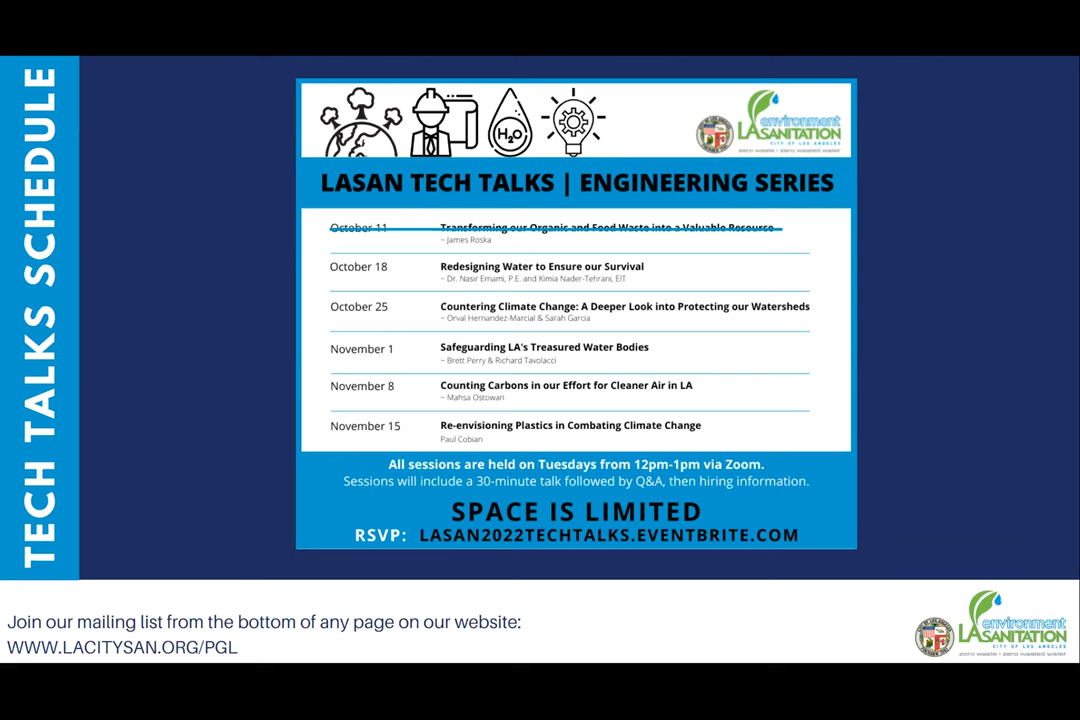 TECH TALKS SCHEDULE
H2O
environment
LASANITATION
CITY OF LOS ANGELES
zero waste • zero wasted water
LASAN TECH TALKS | ENGINEERING SERIES
October 11 Transforming our Organic and Food Waste into a Valuable Resource
~ James Roska
October 18 Redesigning Water to Ensure our Survival
~ Dr. Nasir Emami, P.E. and Kimia Nader-Tehrani, EIT
October 25 Countering Climate Change: A Deeper Look into Protecting our Watersheds
~ Orval Hernandez-Marcial & Sarah Garcia
November 1 Safeguarding LA's Treasured Water Bodies
~ Brett Perry & Richard Tavolacci
November 8 Counting Carbons in our Effort for Cleaner Air in LA
~ Mahsa Ostowari
November 15 Re-envisioning Plastics in Combating Climate Change
Paul Cobian
All sessions are held on Tuesdays from 12pm-1pm via Zoom.
Sessions will include a 30-minute talk followed by Q&A, then hiring information.
SPACE IS LIMITED
RSVP: LASAN2022TECHTALKS.EVENTBRITE.COM
Join our mailing list from the bottom of any page on our website:
WWW.LACITYSAN.ORG/PGL
environment
LASANITATION
CITY OF LOS ANGELES
zero waste • zero wasted water